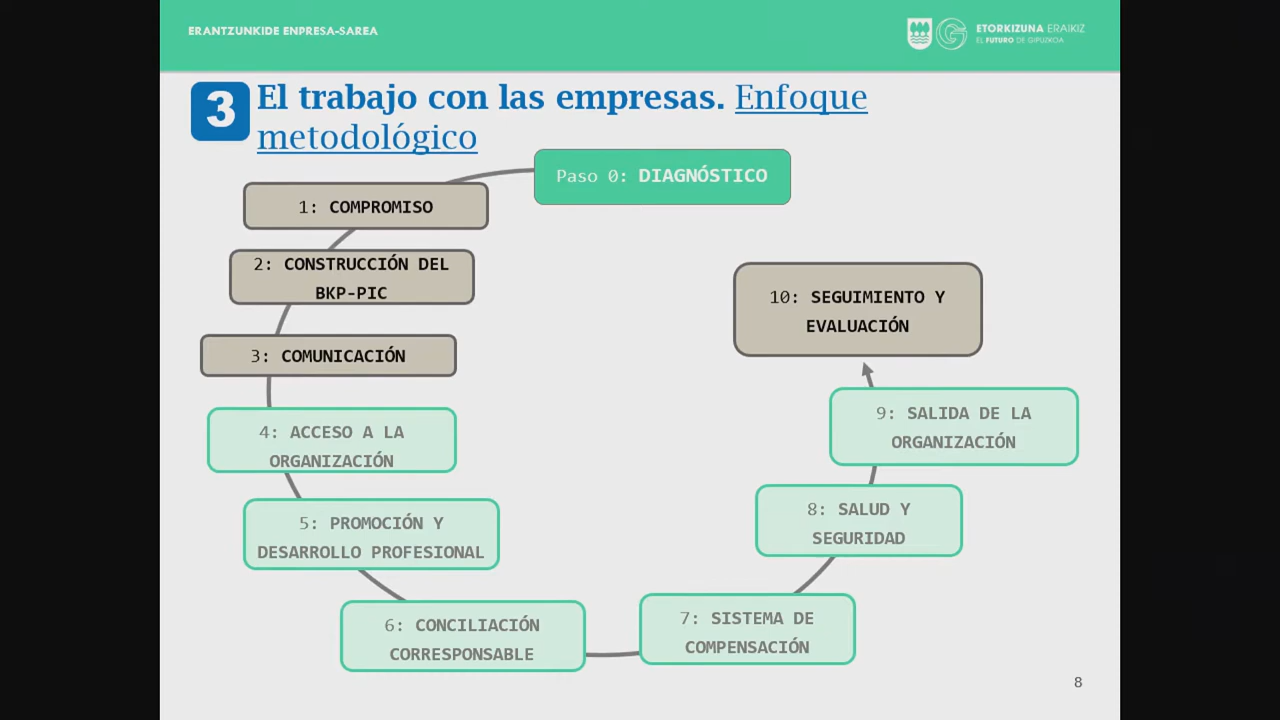 ERANTZUNKIDE ENPRESA-SAREA
ETORKIZUNA ERAIKIZ
EL FUTURO DE GIPUZKOA
3
El trabajo con las empresas. Enfoque
metodológico
Paso 0: DIAGNÓSTICO
1: COMPROMISO
2: CONSTRUCCIÓN DEL
BKP-PIC
3: COMUNICACIÓN
4: ACCESO A LA
ORGANIZACIÓN
5: PROMOCIÓN Y
DESARROLLO PROFESIONAL
6: CONCILIACIÓN
CORRESPONSABLE
7: SISTEMA DE
COMPENSACIÓN
8: SALUD Y
SEGURIDAD
9: SALIDA DE LA
ORGANIZACIÓN
10: SEGUIMIENTO Y
EVALUACIÓN
8